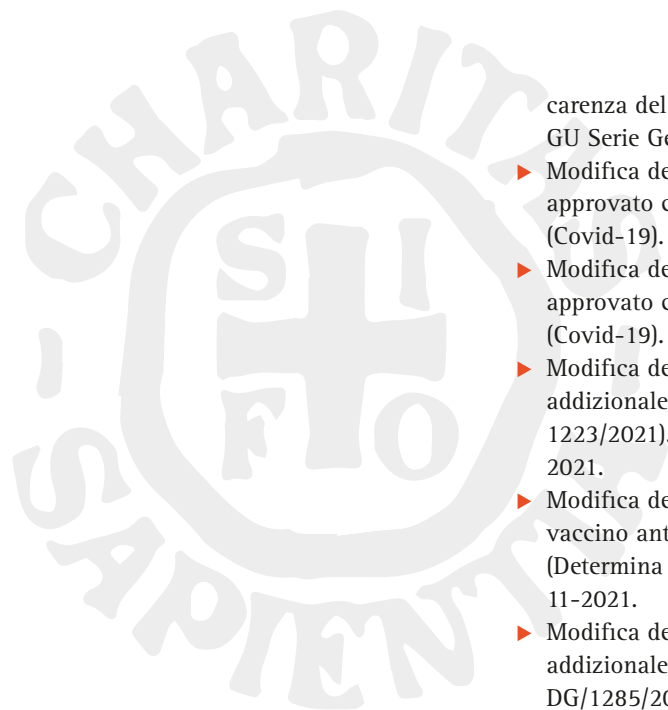 CHARITAS
- SAPIENTIA -
S I
F O
carenza del
GU Serie Ge
Modifica de
approvato c
(Covid-19).
Modifica de
approvato c
(Covid-19).
Modifica de
addizionale
1223/2021).
2021.
Modifica de
vaccino ant
(Determina
11-2021.
Modifica de
addizionale
DG/1285/20